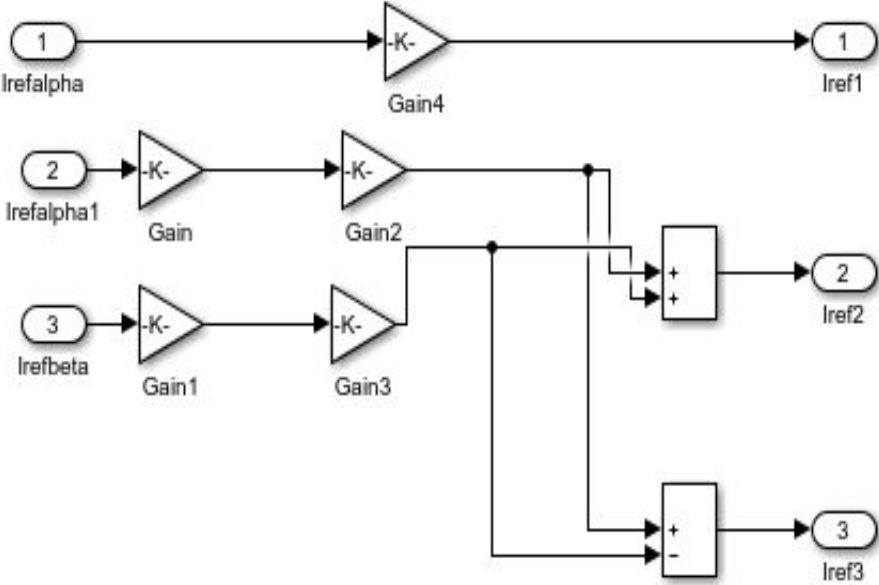 1 -K- 1
Irefalpha Iref1
Gain4
2 -K- -K-
Irefalpha1 Gain Gain2
+ 2
+
Iref2
3 -K- -K-
Irefbeta Gain1 Gain3
+ 3
−
Iref3